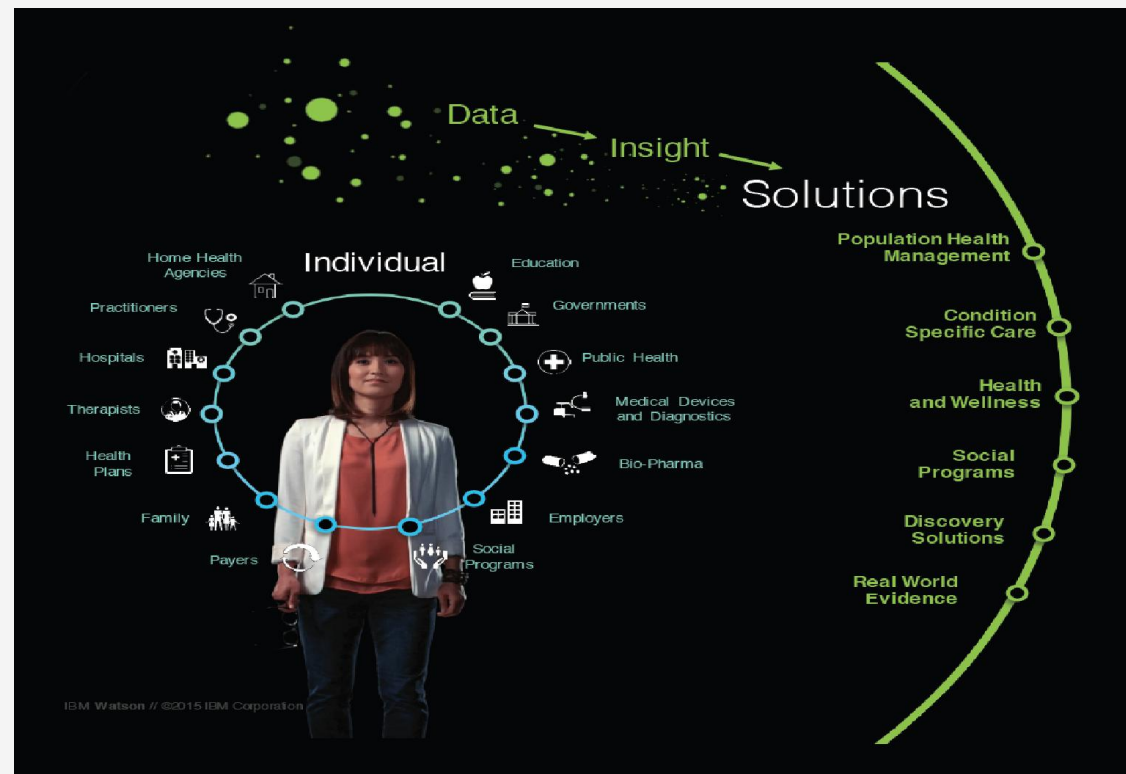 Data
Insight
Solutions
Individual
Home Health
Agencies
Practitioners
Hospitals
Therapists
Health
Plans
Family
Payers
Education
Governments
Public Health
Medical Devices
and Diagnostics
Bio-Pharma
Employers
Social
Programs
Population Health
Management
Condition
Specific Care
Health
and Wellness
Social
Programs
Discovery
Solutions
Real World
Evidence
IBM Watson // ©2015 IBM Corporation